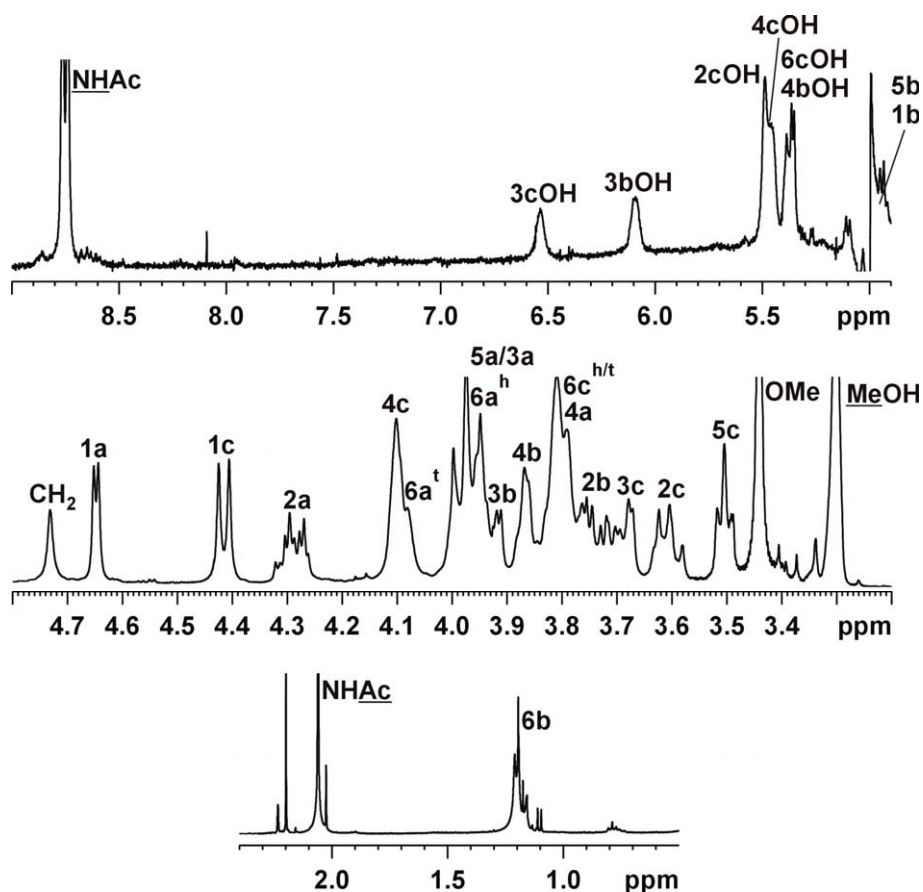 4cOH
NHAc
2cOH
6cOH
4bOH
5b
1b
3cOH
3bOH
8.5 8.0 7.5 7.0 6.5 6.0 5.5 ppm
5a/3a
6aʰ
6cʰ/ᵗ
4a
OMe
MeOH
4c
6aᵗ
1a
1c
CH₂
2a
3b
4b
2b
3c
2c
5c
4.7 4.6 4.5 4.4 4.3 4.2 4.1 4.0 3.9 3.8 3.7 3.6 3.5 3.4 ppm
NHAc
6b
2.0 1.5 1.0 ppm